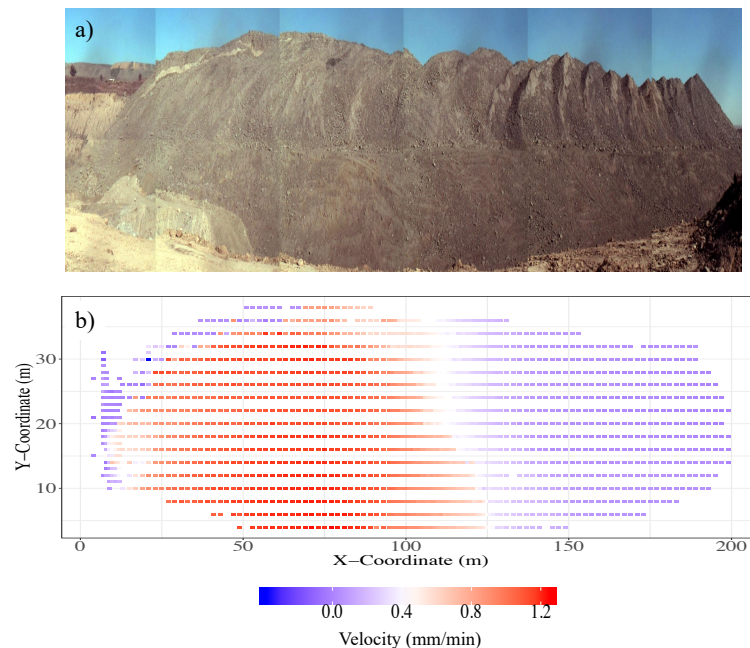 a)
b)
30
20
10
Y−Coordinate (m)
0 50 100 150 200
X−Coordinate (m)
0.0 0.4 0.8 1.2
Velocity (mm/min)